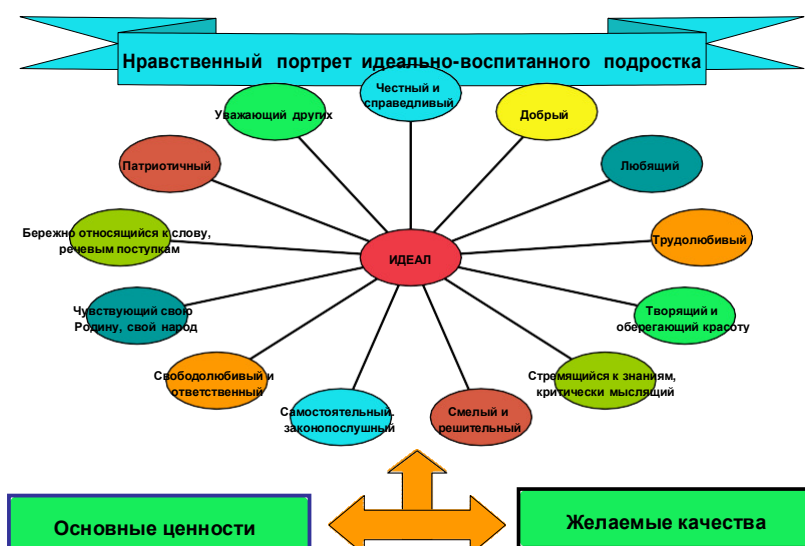 Нравственный портрет идеально-воспитанного подростка
Честный и
справедливый
Уважающий других
Добрый
Патриотичный
Любящий
Бережно относящийся к слову,
речевым поступкам
Трудолюбивый
ИДЕАЛ
Чувствующий свою
Родину, свой народ
Творящий и
оберегающий красоту
Свободолюбивый и
ответственный
Стремящийся к знаниям,
критически мыслящий
Самостоятельный.
законопослушный
Смелый и
решительный
Основные ценности
Желаемые качества